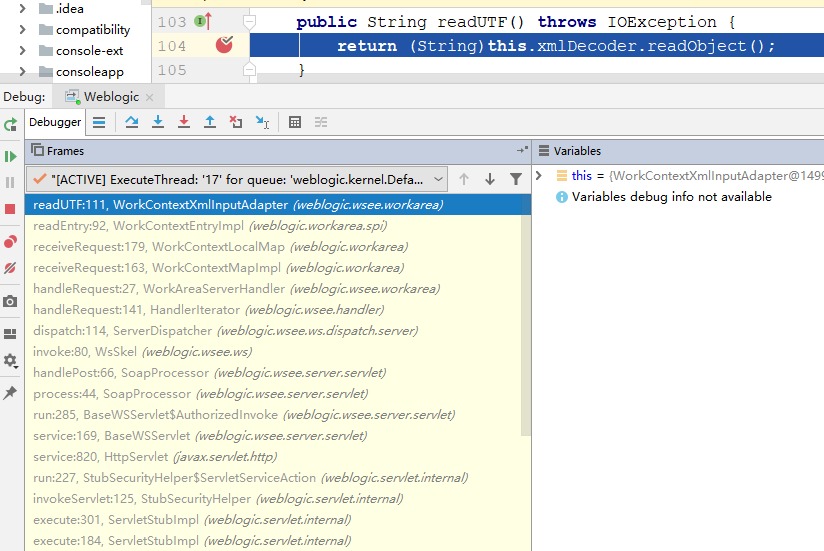 .idea
compatibility
console-ext
consoleapp
103 public String readUTF() throws IOException {
104 return (String)this.xmlDecoder.readObject();
105 }
Debug: Weblogic
Debugger
Frames
"[ACTIVE] ExecuteThread: '17' for queue: 'weblogic.kernel.Defa...
readUTF:111, WorkContextXmlInputAdapter (weblogic.wsee.workarea)
readEntry:92, WorkContextEntryImpl (weblogic.workarea.spi)
receiveRequest:179, WorkContextLocalMap (weblogic.workarea)
receiveRequest:163, WorkContextMapImpl (weblogic.workarea)
handleRequest:27, WorkAreaServerHandler (weblogic.wsee.workarea)
handleRequest:141, HandlerIterator (weblogic.wsee.handler)
dispatch:114, ServerDispatcher (weblogic.wsee.ws.dispatch.server)
invoke:80, WsSkel (weblogic.wsee.ws)
handlePost:66, SoapProcessor (weblogic.wsee.server.servlet)
process:44, SoapProcessor (weblogic.wsee.server.servlet)
run:285, BaseWSServlet$AuthorizedInvoke (weblogic.wsee.server.servlet)
service:169, BaseWSServlet (weblogic.wsee.server.servlet)
service:820, HttpServlet (javax.servlet.http)
run:227, StubSecurityHelper$ServletServiceAction (weblogic.servlet.internal)
invokeServlet:125, StubSecurityHelper (weblogic.servlet.internal)
execute:301, ServletStubImpl (weblogic.servlet.internal)
execute:184, ServletStubImpl (weblogic.servlet.internal)
Variables
this = {WorkContextXmlInputAdapter@1499
Variables debug info not available